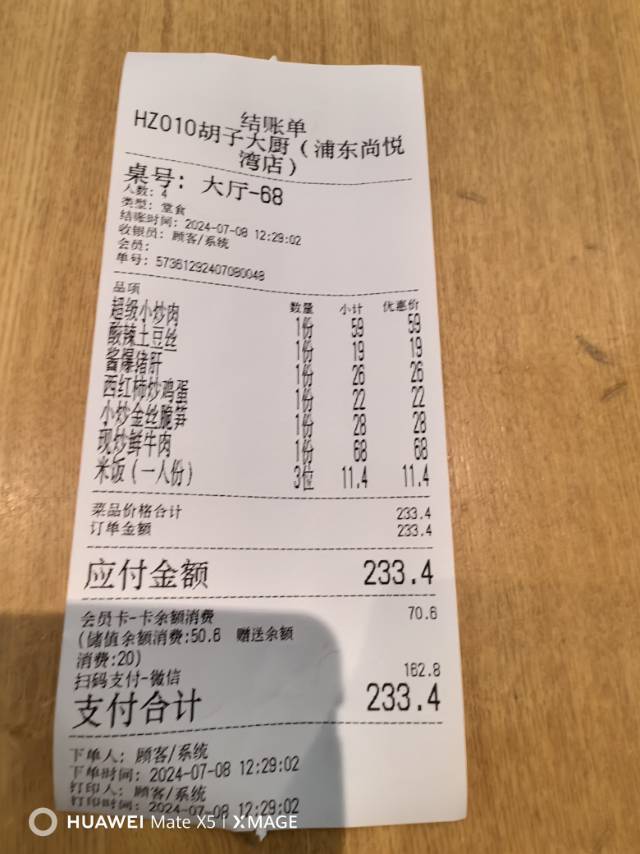 结账单
HZ010胡子大厨（浦东尚悦
湾店）
桌号: 大厅-68
人数: 4
类型: 堂食
结账时间: 2024-07-08 12:29:02
收银员: 顾客/系统
会员:
单号: 57361292407080048
品项 数量 小计 优惠价
超级小炒肉 1份 59 59
酸辣土豆丝 1份 19 19
酱爆猪肝 1份 26 26
西红柿炒鸡蛋 1份 22 22
小炒金丝脆笋 1份 28 28
现炒鲜牛肉 1份 68 68
米饭（一人份） 3位 11.4 11.4
菜品价格合计 233.4
订单金额 233.4
应付金额 233.4
会员卡-卡余额消费 70.6
(储值余额消费:50.6 赠送余额
消费:20)
扫码支付-微信 162.8
支付合计 233.4
下单人: 顾客/系统
下单时间: 2024-07-08 12:29:02
打印人: 顾客/系统
打印时间: 2024-07-08 12:29:02
HUAWEI Mate X5 | XMAGE